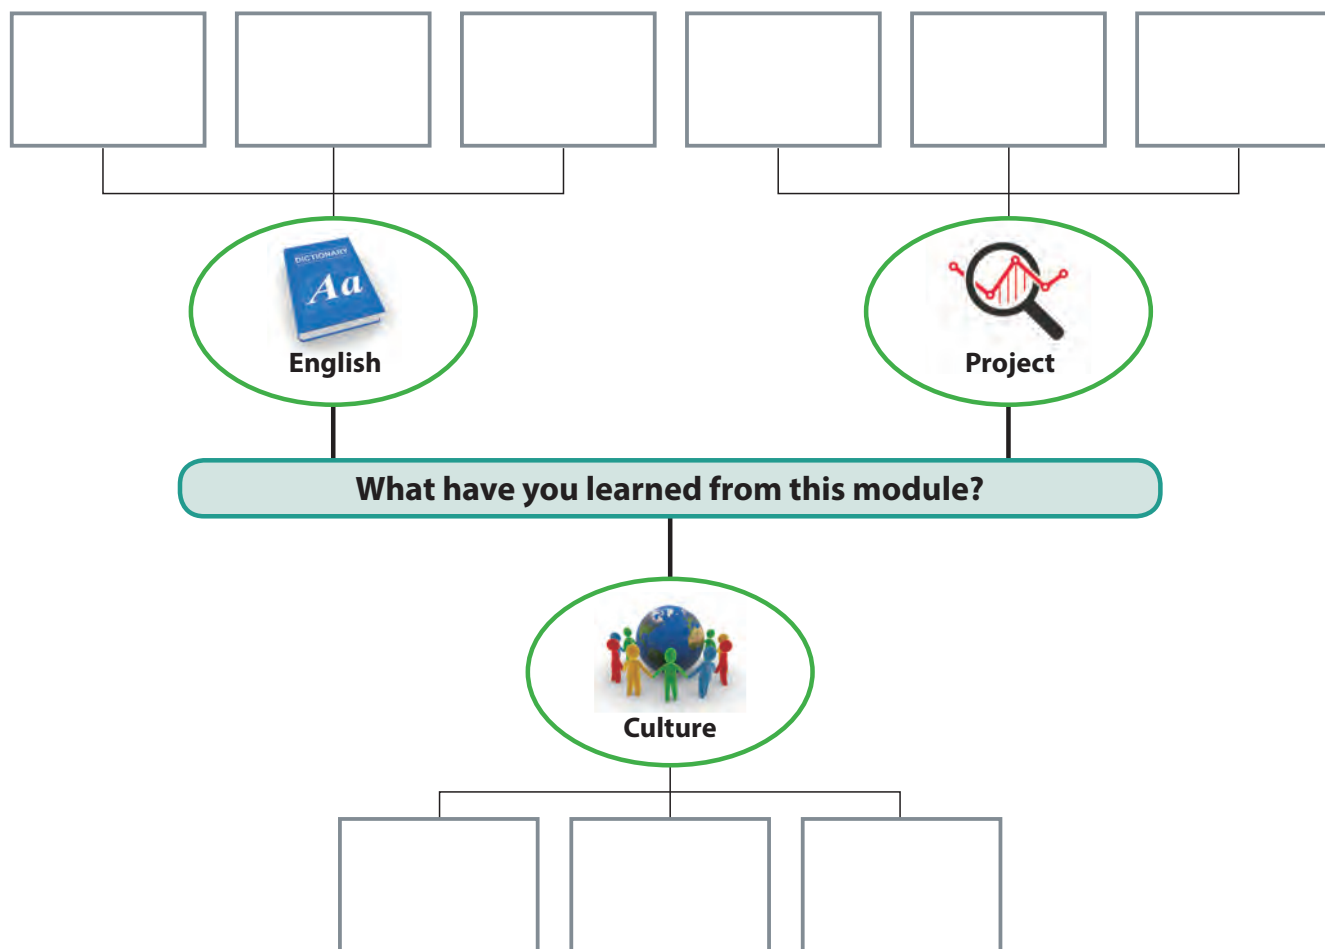 DICTIONARY
Aa
English
Project
What have you learned from this module?
Culture